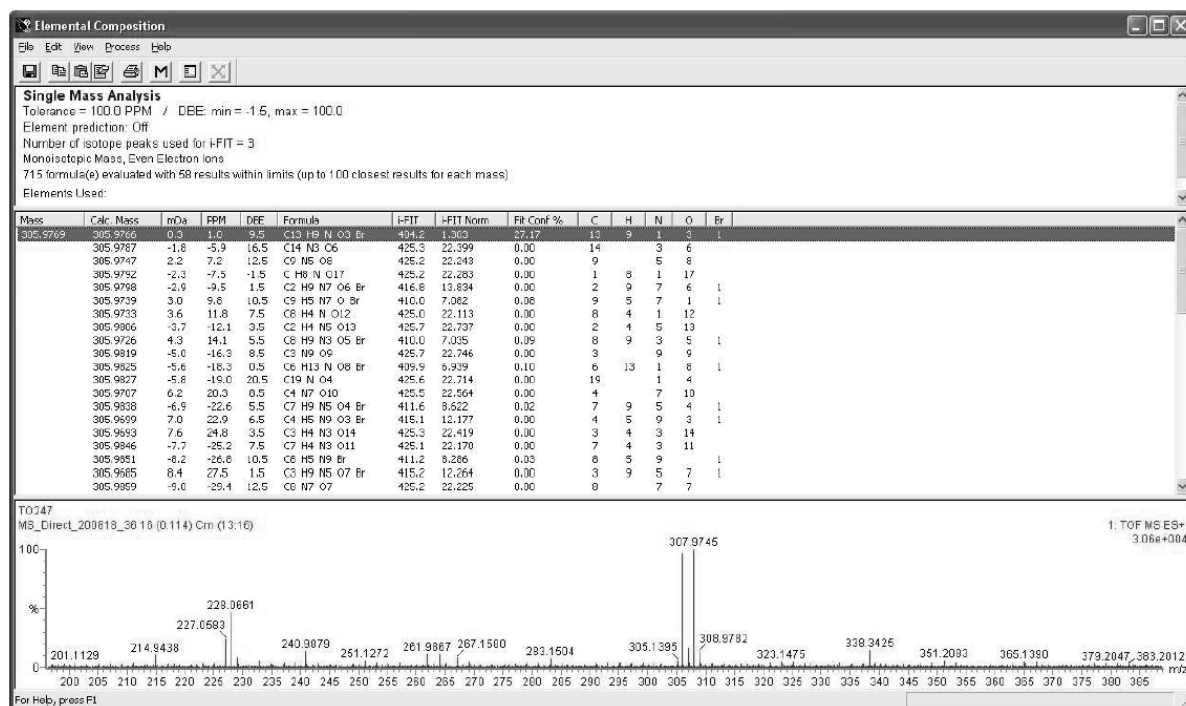 Elemental Composition
File Edit View Process Help
M
Single Mass Analysis
Tolerance = 100.0 PPM / DBE: min = -1.5, max = 100.0
Element prediction: Off
Number of isotope peaks used for i-FIT = 3
Monoisotopic Mass, Even Electron Ions
715 formula(e) evaluated with 58 results within limits (up to 100 closest results for each mass)
Elements Used:
Mass Calc. Mass mDa PPM DBE Formula i-FIT i-FIT Norm Fit Conf % C H N O Br
305.9769 305.9766 0.3 1.0 9.5 C13 H9 N O3 Br 404.2 1.303 27.17 13 9 1 3 1
305.9787 -1.8 -5.9 16.5 C14 N3 O6 425.3 22.399 0.00 14 3 6
305.9747 2.2 7.2 12.5 C9 N5 O8 425.2 22.243 0.00 9 5 8
305.9792 -2.3 -7.5 -1.5 C H8 N O17 425.2 22.283 0.00 1 8 1 17
305.9798 -2.9 -9.5 1.5 C2 H9 N7 O6 Br 416.8 13.834 0.00 2 9 7 6 1
305.9739 3.0 9.8 10.5 C9 H5 N7 O Br 410.0 7.082 0.08 9 5 7 1 1
305.9733 3.6 11.8 7.5 C8 H4 N O12 425.0 22.113 0.00 8 4 1 12
305.9806 -3.7 -12.1 3.5 C2 H4 N5 O13 425.7 22.737 0.00 2 4 5 13
305.9726 4.3 14.1 5.5 C8 H9 N3 O5 Br 410.0 7.035 0.09 8 9 3 5 1
305.9819 -5.0 -16.3 8.5 C3 N9 O9 425.7 22.746 0.00 3 9 9
305.9825 -5.6 -18.3 0.5 C6 H13 N O8 Br 409.9 6.939 0.10 6 13 1 8 1
305.9827 -5.8 -19.0 20.5 C19 N O4 425.6 22.714 0.00 19 1 4
305.9707 6.2 20.3 8.5 C4 N7 O10 425.5 22.564 0.00 4 7 10
305.9838 -6.9 -22.6 5.5 C7 H9 N5 O4 Br 411.6 8.622 0.02 7 9 5 4 1
305.9699 7.0 22.9 6.5 C4 H5 N9 O3 Br 415.1 12.177 0.00 4 5 9 3 1
305.9693 7.6 24.8 3.5 C3 H4 N3 O14 425.3 22.419 0.00 3 4 3 14
305.9846 -7.7 -25.2 7.5 C7 H4 N3 O11 425.1 22.170 0.00 7 4 3 11
305.9851 -8.2 -26.8 10.5 C8 H5 N9 Br 411.2 8.286 0.03 8 5 9 1
305.9685 8.4 27.5 1.5 C3 H9 N5 O7 Br 415.2 12.264 0.00 3 9 5 7 1
305.9859 -9.0 -29.4 12.5 C8 N7 O7 425.2 22.225 0.00 8 7 7
TO347
MS_Direct_200818_36 16 (0.114) Cm (13:16)
1: TOF MS ES+
3.06e+004
100
%
0
307.9745
228.0661
227.0583
201.1129
214.9438
240.9879
251.1272
261.9867
267.1500
283.1504
305.1395
308.9782
323.1475
338.3425
351.2083
365.1390
379.2047
383.2012
m/z
200 205 210 215 220 225 230 235 240 245 250 255 260 265 270 275 280 285 290 295 300 305 310 315 320 325 330 335 340 345 350 355 360 365 370 375 380 385
For Help, press F1